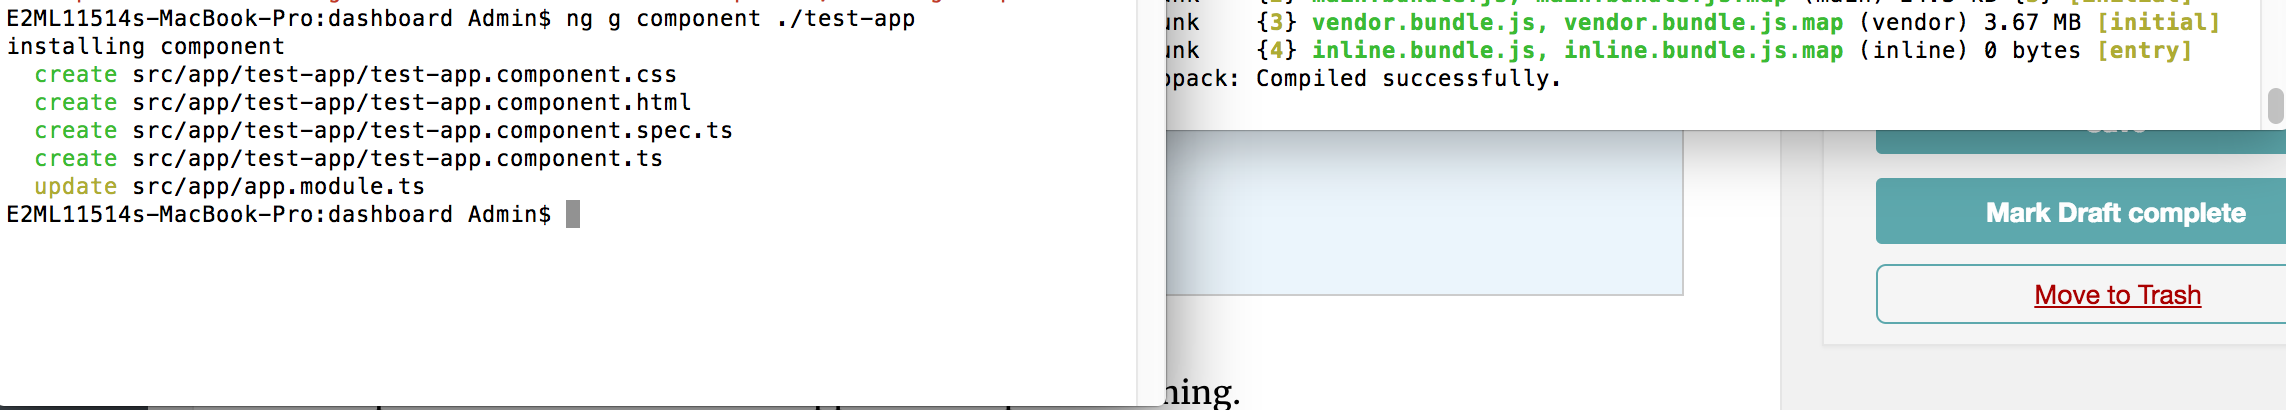 E2ML11514s-MacBook-Pro:dashboard Admin$ ng g component ./test-app
installing component
create src/app/test-app/test-app.component.css
create src/app/test-app/test-app.component.html
create src/app/test-app/test-app.component.spec.ts
create src/app/test-app/test-app.component.ts
update src/app/app.module.ts
E2ML11514s-MacBook-Pro:dashboard Admin$
unk {3} vendor.bundle.js, vendor.bundle.js.map (vendor) 3.67 MB [initial]
unk {4} inline.bundle.js, inline.bundle.js.map (inline) 0 bytes [entry]
pack: Compiled successfully.
Mark Draft complete
Move to Trash
ning.